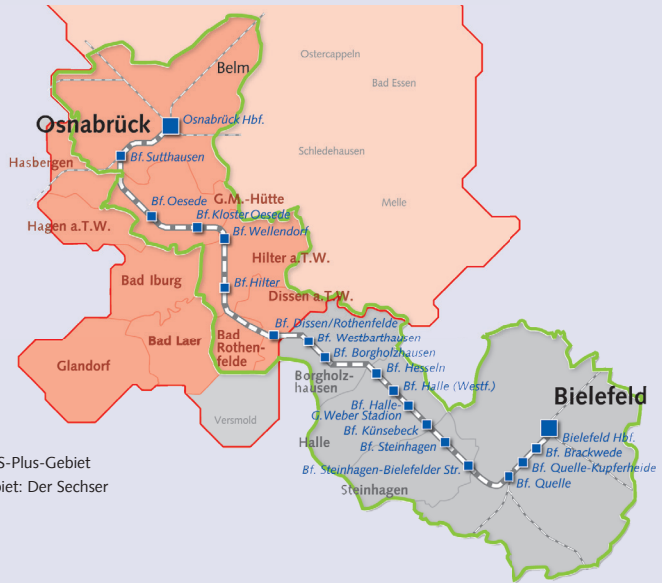 Ostercappeln
Belm
Bad Essen
Osnabrück
Osnabrück Hbf.
Schledehausen
Hasbergen
Bf. Sutthausen
G.M.-Hütte
Melle
Bf. Oesede
Bf. Kloster Oesede
Hagen a.T.W.
Bf. Wellendorf
Hilter a.T.W.
Bad Iburg
Bf. Hilter
Dissen a.T.W.
Bf. Dissen/Rothenfelde
Bad Laer
Bad
Rothen-
felde
Bf. Westbarthausen
Bf. Borgholzhausen
Glandorf
Borgholz-
hausen
Bf. Hesseln
Bf. Halle (Westf.)
Bielefeld
Versmold
Bf. Halle-
G.Weber Stadion
Bf. Künsebeck
Halle
Bielefeld Hbf.
Bf. Steinhagen
Bf. Brackwede
S-Plus-Gebiet
Bf. Steinhagen-Bielefelder Str.
Bf. Quelle-Kupferheide
Bf. Quelle
biet: Der Sechser
Steinhagen